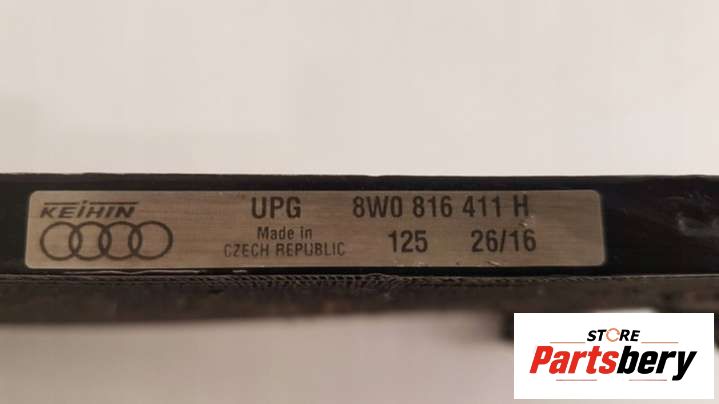 KEIHIN UPG 8W0 816 411 H
Made in
CZECH REPUBLIC 125 26/16
STORE
Partsbery